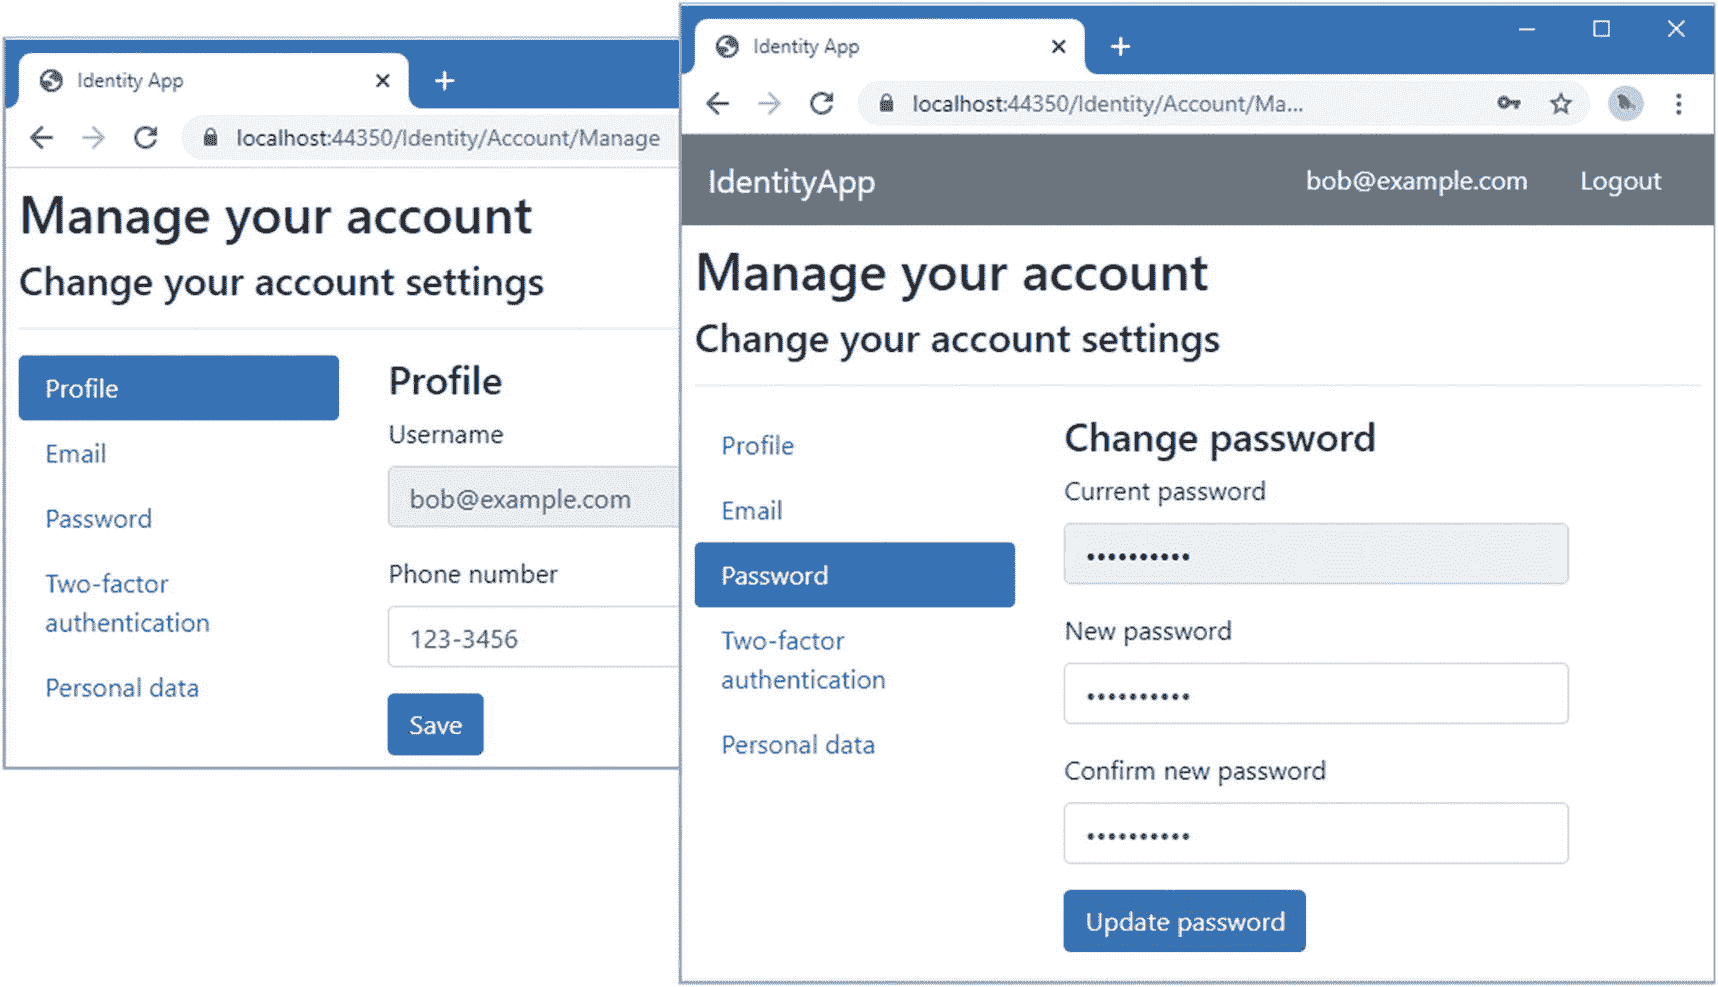 Identity App
localhost:44350/Identity/Account/Manage
Manage your account
Change your account settings
Profile
Email
Password
Two-factor
authentication
Personal data
Profile
Username
bob@example.com
Phone number
123-3456
Save
Identity App
localhost:44350/Identity/Account/Ma...
IdentityApp
bob@example.com
Logout
Manage your account
Change your account settings
Profile
Email
Password
Two-factor
authentication
Personal data
Change password
Current password
••••••••••
New password
••••••••••
Confirm new password
••••••••••
Update password